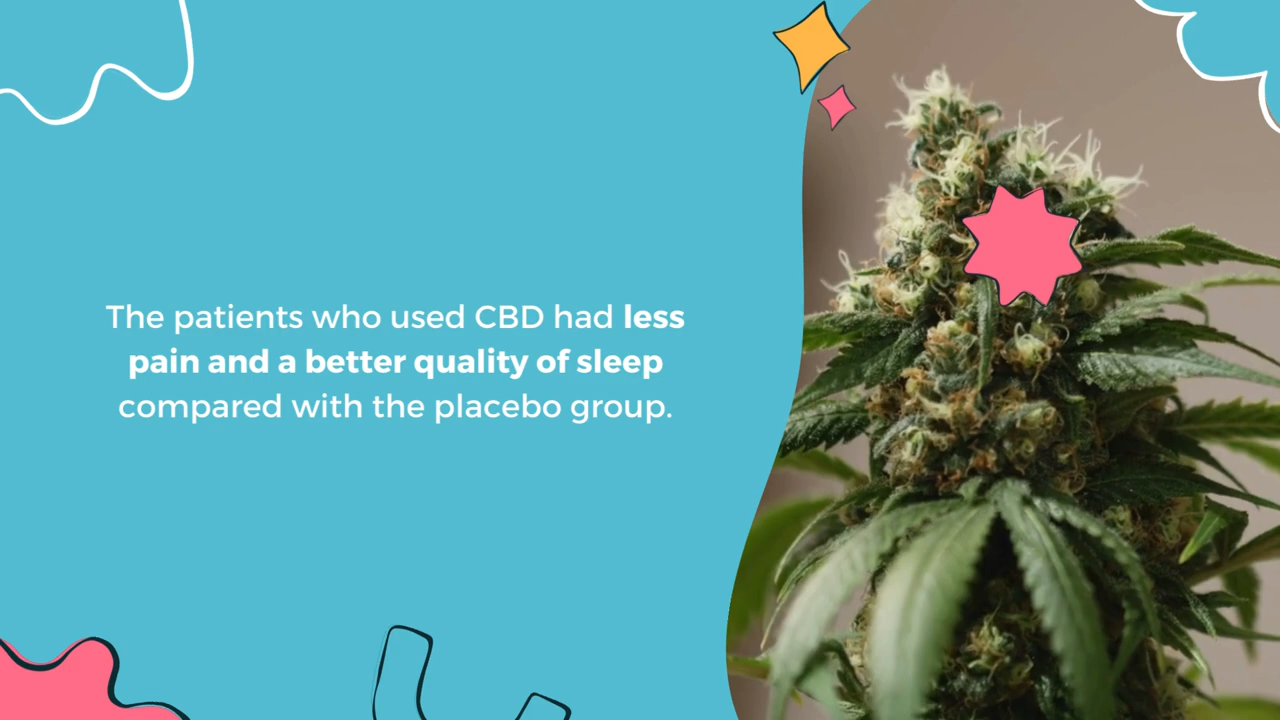 The patients who used CBD had less
pain and a better quality of sleep
compared with the placebo group.